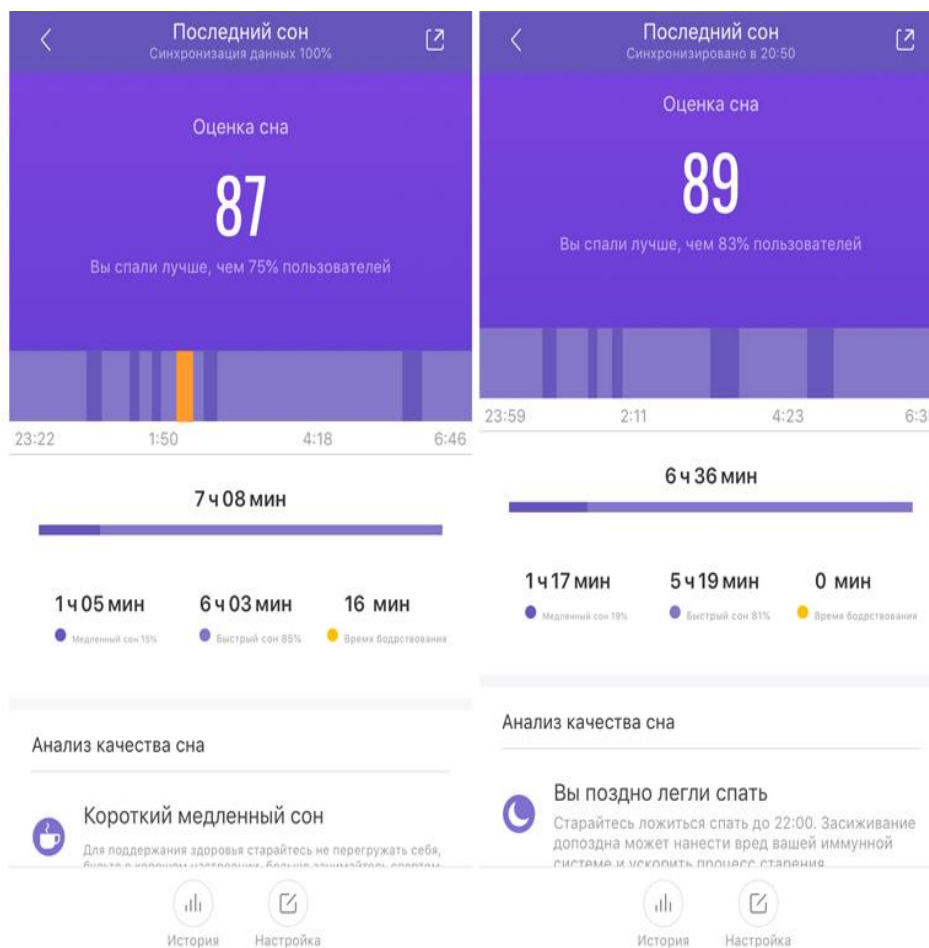 Последний сон
Синхронизация данных 100%
Оценка сна
87
Вы спали лучше, чем 75% пользователей
23:22 1:50 4:18 6:46
7 ч 08 мин
1 ч 05 мин 6 ч 03 мин 16 мин
Медленный сон 15% Быстрый сон 85% Время бодрствования
Анализ качества сна
Короткий медленный сон
Для поддержания здоровья старайтесь не перегружать себя,
будьте в хорошем настроении, больше занимайтесь спортом
История Настройка
Последний сон
Синхронизировано в 20:50
Оценка сна
89
Вы спали лучше, чем 83% пользователей
23:59 2:11 4:23
6 ч 36 мин
1 ч 17 мин 5 ч 19 мин 0 мин
Медленный сон 19% Быстрый сон 81% Время бодрствования
Анализ качества сна
Вы поздно легли спать
Старайтесь ложиться спать до 22:00. Засиживание
допоздна может нанести вред вашей иммунной
системе и ускорить процесс старения
История Настройка